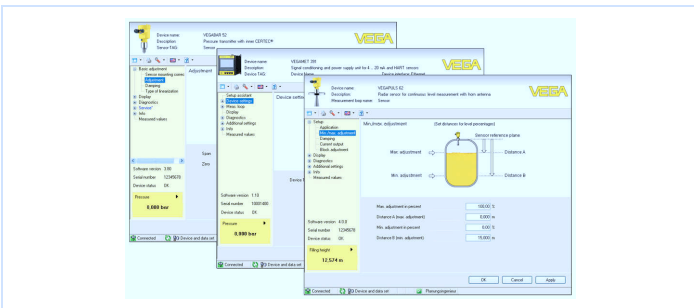 Device name: VEGABAR 52
Description: Pressure transmitter with inner CERTEC®
Sensor TAG: Sensor
VEGA
Basic adjustment
Sensor mounting correc
Adjustment
Damping
Type of linearization
Display
Diagnostics
Service
Info
Measured values
Adjustment
Span
Zero
Software version 3.80
Serial number 12345678
Device status OK
Pressure
0,000 bar
Connected
Device and data set
Device name: VEGAMET 391
Description: Signal conditioning and power supply unit for 4 ... 20 mA and HART sensors
Device TAG:
VEGA
Setup assistant
Device settings
Meas. loop
Display
Diagnostics
Additional settings
Info
Measured values
Device
Software version 1.10
Serial number
Device status OK
Pressure
0,000 bar
Connected
Device and data set
Device name: VEGAPULS 62
Description: Radar sensor for continuous level measurement with horn antenna
Measurement loop name: Sensor
VEGA
Setup
Application
Min./max. adjustment
Damping
Current output
Block adjustment
Display
Diagnostics
Additional settings
Info
Measured values
Min./max. adjustment
(Set distances for level percentages)
Sensor reference plane
Max. adjustment
Distance A
Min. adjustment
Distance B
Max. adjustment in percent 100,00 %
Distance A (max. adjustment) 0,000 m
Min. adjustment in percent 0,00 %
Distance B (min. adjustment) 15,000 m
Software version 4.0.0
Serial number 12345678
Device status OK
Filling height
12,574 m
OK
Cancel
Apply
Connected
Device and data set
Planungsingenieur